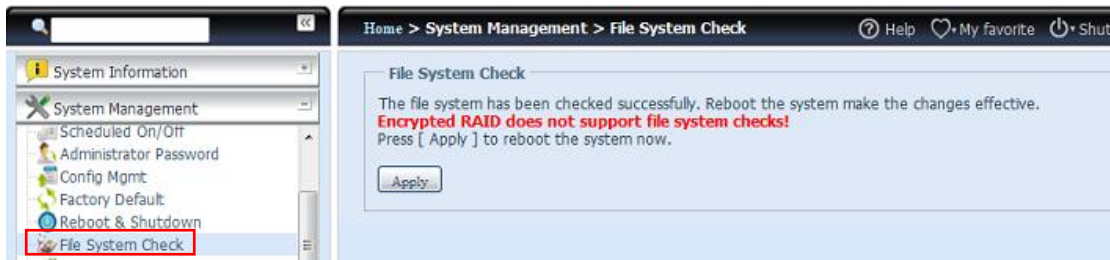 Home > System Management > File System Check
Help
My favorite
Shut
System Information
System Management
Scheduled On/Off
Administrator Password
Config Mgmt
Factory Default
Reboot & Shutdown
File System Check
File System Check
The file system has been checked successfully. Reboot the system make the changes effective.
Encrypted RAID does not support file system checks!
Press [ Apply ] to reboot the system now.
Apply